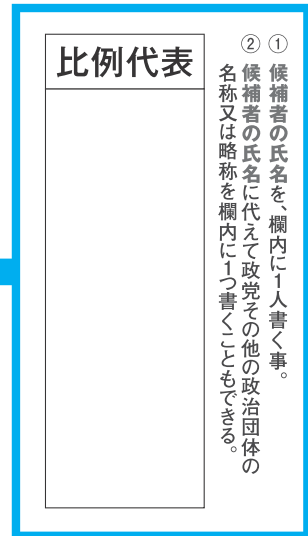 ① 候補者の氏名を、欄内に1人書く事。
② 候補者の氏名に代えて政党その他の政治団体の
名称又は略称を欄内に1つ書くこともできる。
比例代表